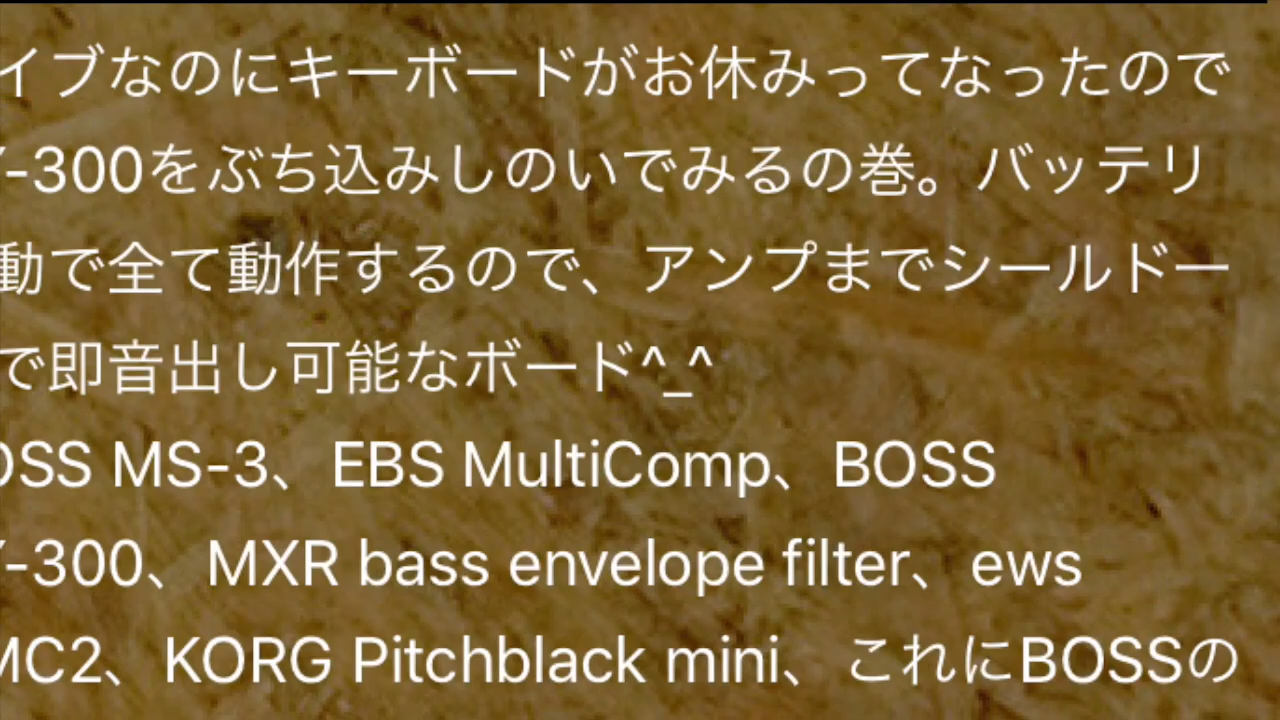 イブなのにキーボードがお休みってなったので
-300をぶち込みしのいでみるの巻。バッテリ
動で全て動作するので、アンプまでシールド一
で即音出し可能なボード^_^
OSS MS-3、EBS MultiComp、BOSS
-300、MXR bass envelope filter、ews
MC2、KORG Pitchblack mini、これにBOSSの